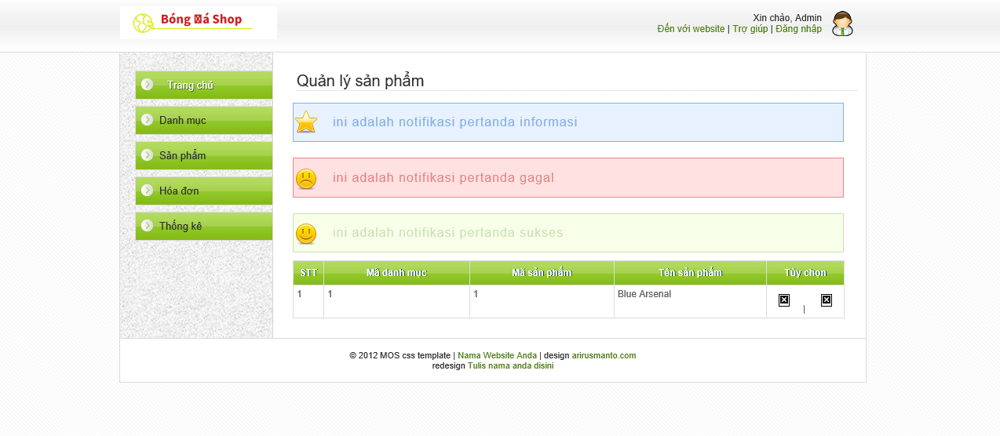 Bóng Đá Shop
Xin chào, Admin
Đến với website | Trợ giúp | Đăng nhập
Trang chủ
Danh mục
Sản phẩm
Hóa đơn
Thống kê
Quản lý sản phẩm
ini adalah notifikasi pertanda informasi
ini adalah notifikasi pertanda gagal
ini adalah notifikasi pertanda sukses
STT Mã danh mục Mã sản phẩm Tên sản phẩm Tủy chọn
1 1 1 Blue Arsenal |
© 2012 MOS css template | Nama Website Anda | design arirusmanto.com
redesign Tulis nama anda disini